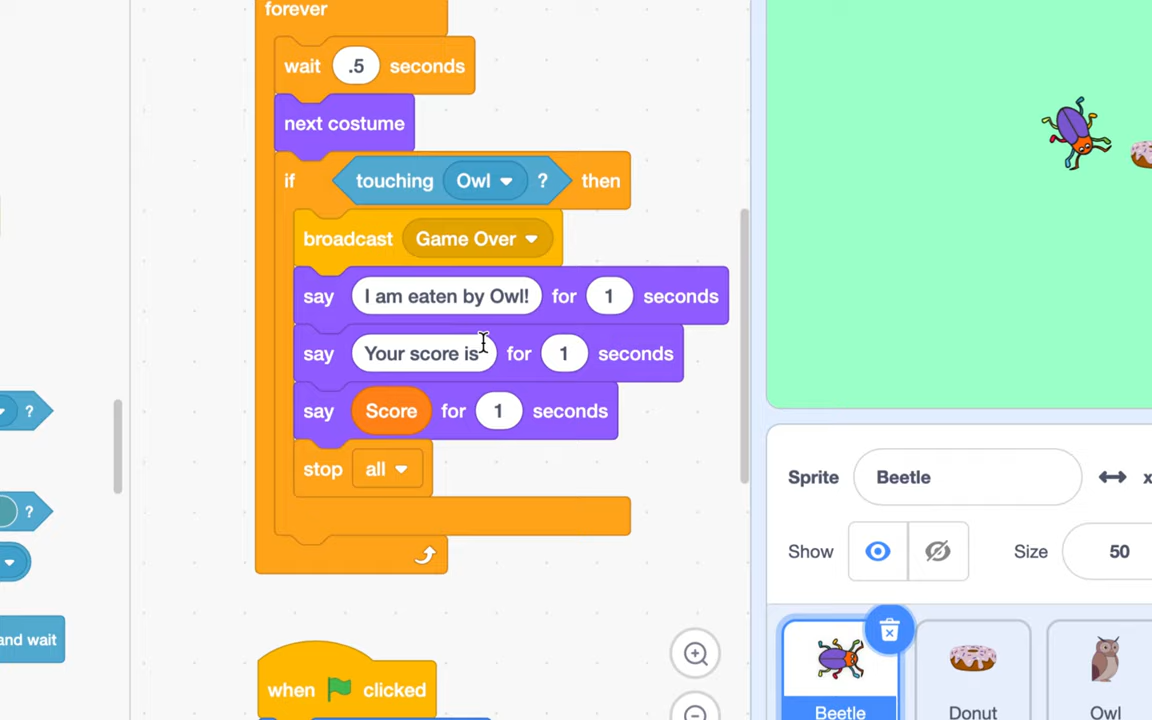 forever
wait .5 seconds
next costume
if touching Owl ? then
broadcast Game Over
say I am eaten by Owl! for 1 seconds
say Your score is for 1 seconds
say Score for 1 seconds
stop all
?
?
and wait
when clicked
Sprite Beetle x
Show Size 50
Beetle Donut Owl